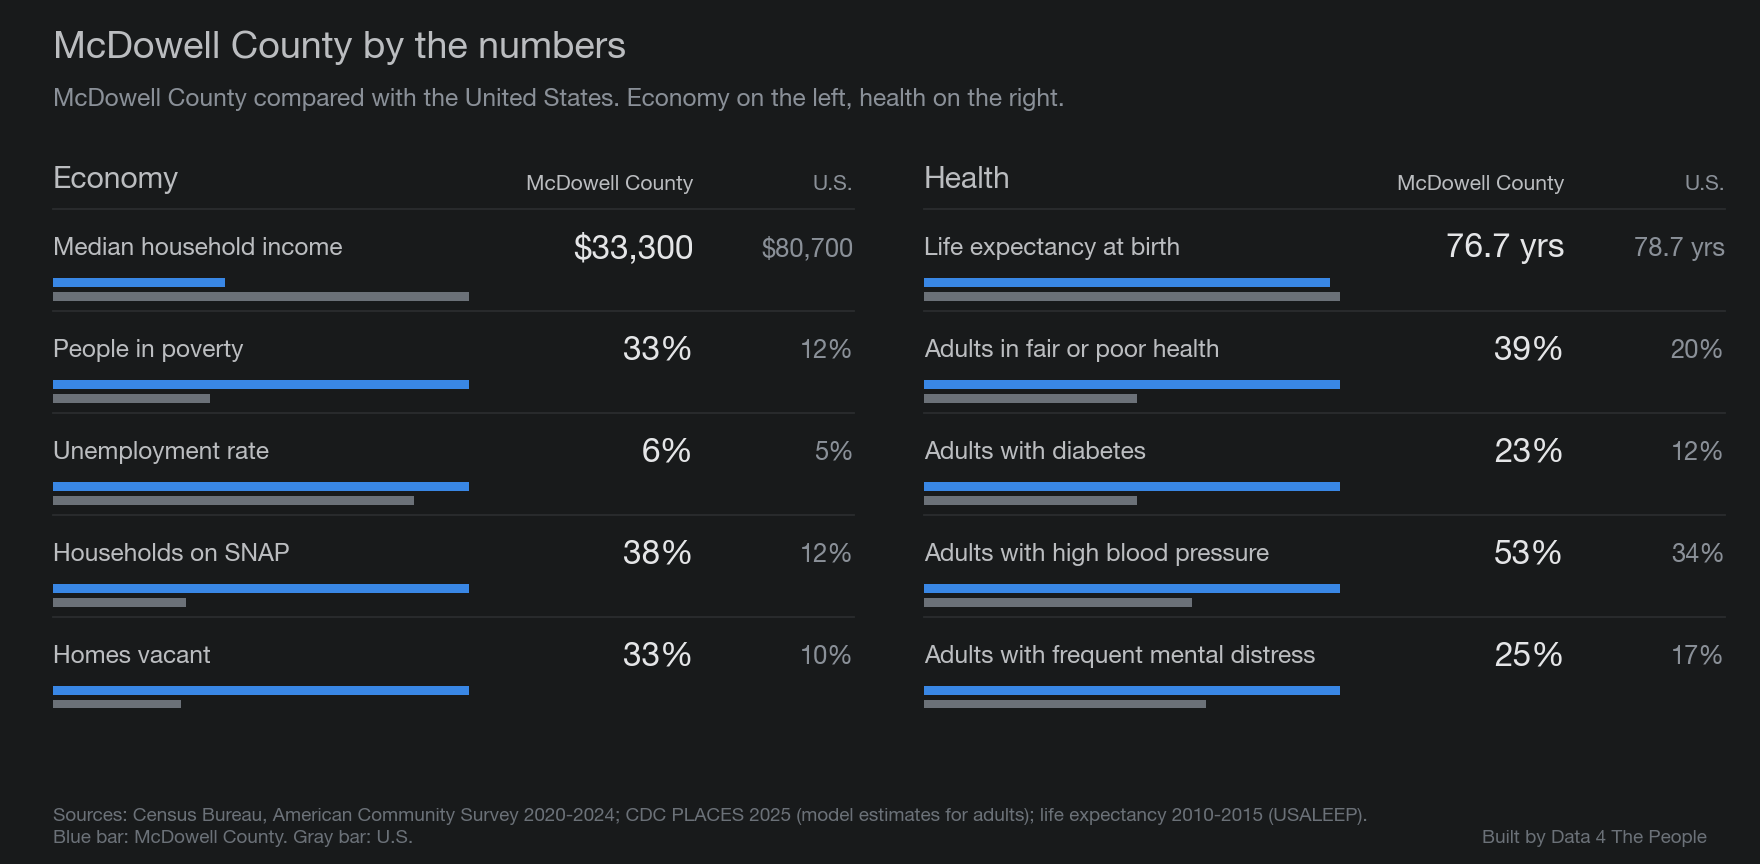 McDowell County by the numbers
McDowell County compared with the United States. Economy on the left, health on the right.
Economy McDowell County U.S.
Median household income $33,300 $80,700
People in poverty 33% 12%
Unemployment rate 6% 5%
Households on SNAP 38% 12%
Homes vacant 33% 10%
Health McDowell County U.S.
Life expectancy at birth 76.7 yrs 78.7 yrs
Adults in fair or poor health 39% 20%
Adults with diabetes 23% 12%
Adults with high blood pressure 53% 34%
Adults with frequent mental distress 25% 17%
Sources: Census Bureau, American Community Survey 2020-2024; CDC PLACES 2025 (model estimates for adults); life expectancy 2010-2015 (USALEEP).
Blue bar: McDowell County. Gray bar: U.S.
Built by Data 4 The People